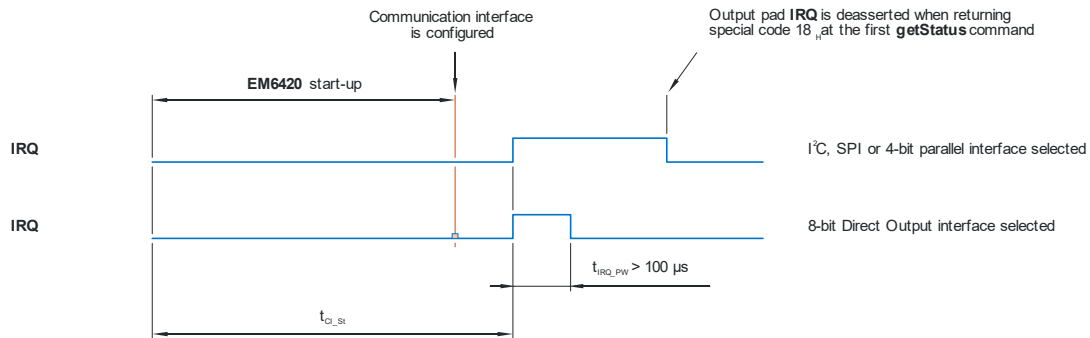 Communication interface
is configured
Output pad IRQ is deasserted when returning
special code 18 H at the first getStatus command
EM6420 start-up
IRQ
I²C, SPI or 4-bit parallel interface selected
IRQ
8-bit Direct Output interface selected
tIRQ_PW > 100 µs
tCI_St